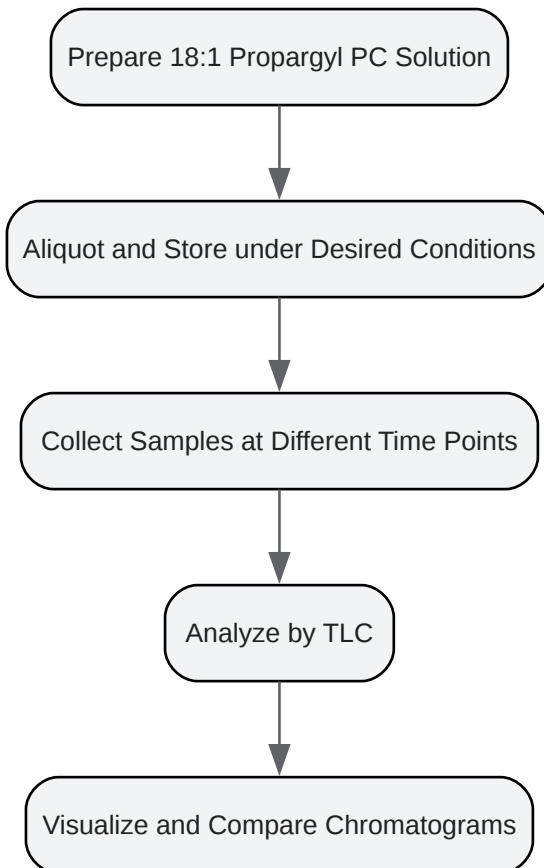 Prepare 18:1 Propargyl PC Solution
Aliquot and Store under Desired Conditions
Collect Samples at Different Time Points
Analyze by TLC
Visualize and Compare Chromatograms